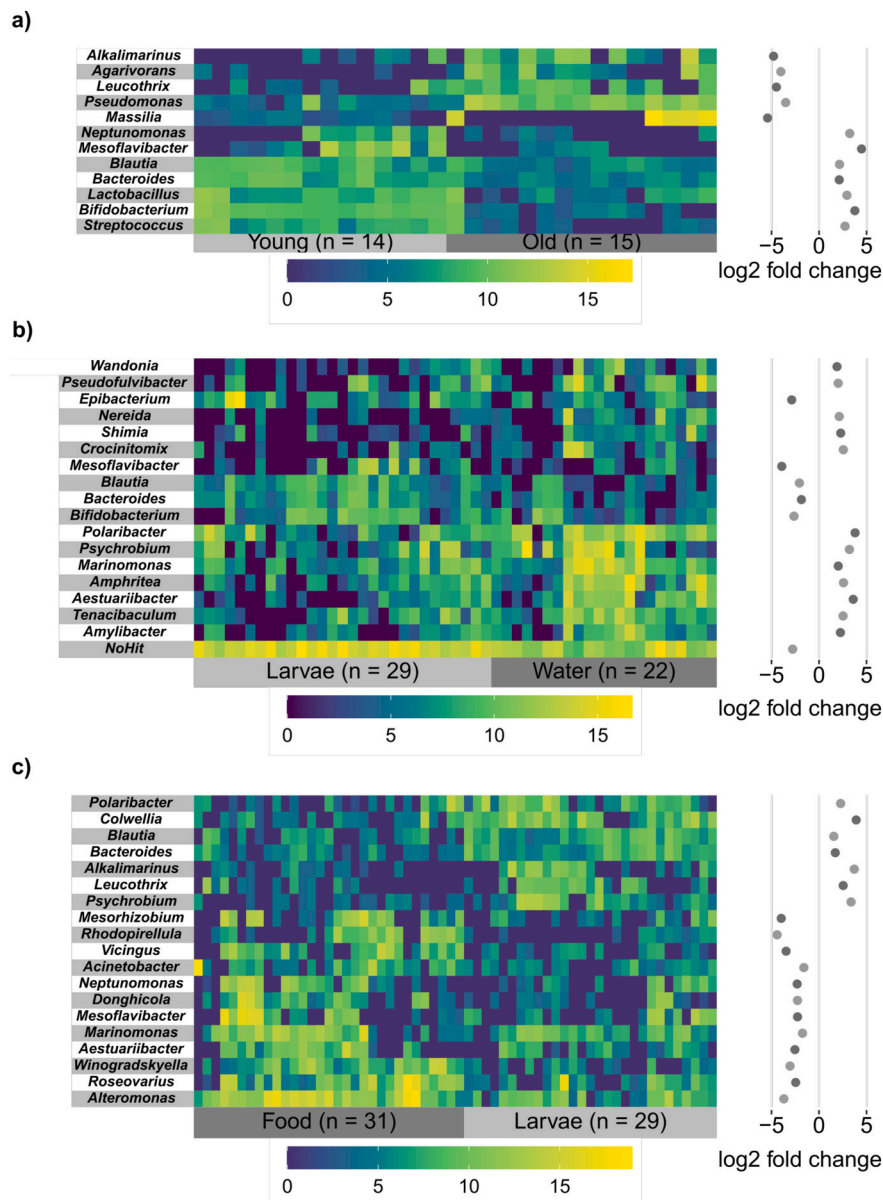 a)
Alkalimarinus
Agarivorans
Leucothrix
Pseudomonas
Massilia
Neptunomonas
Mesoflavibacter
Blautia
Bacteroides
Lactobacillus
Bifidobacterium
Streptococcus
Young (n = 14) Old (n = 15)
0 5 10 15
−5 0 5
log2 fold change
b)
Wandonia
Pseudofulvibacter
Epibacterium
Nereida
Shimia
Crocinitomix
Mesoflavibacter
Blautia
Bacteroides
Bifidobacterium
Polaribacter
Psychrobium
Marinomonas
Amphritea
Aestuariibacter
Tenacibaculum
Amylibacter
NoHit
Larvae (n = 29) Water (n = 22)
0 5 10 15
−5 0 5
log2 fold change
c)
Polaribacter
Colwellia
Blautia
Bacteroides
Alkalimarinus
Leucothrix
Psychrobium
Mesorhizobium
Rhodopirellula
Vicingus
Acinetobacter
Neptunomonas
Donghicola
Mesoflavibacter
Marinomonas
Aestuariibacter
Winogradskyella
Roseovarius
Alteromonas
Food (n = 31) Larvae (n = 29)
0 5 10 15
−5 0 5
log2 fold change